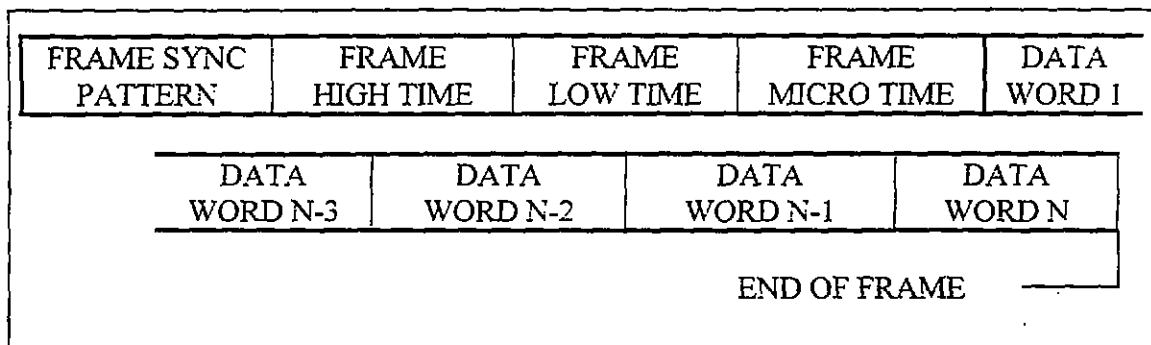 FRAME SYNC FRAME FRAME FRAME DATA
PATTERN HIGH TIME LOW TIME MICRO TIME WORD 1
DATA DATA DATA DATA
WORD N-3 WORD N-2 WORD N-1 WORD N
END OF FRAME